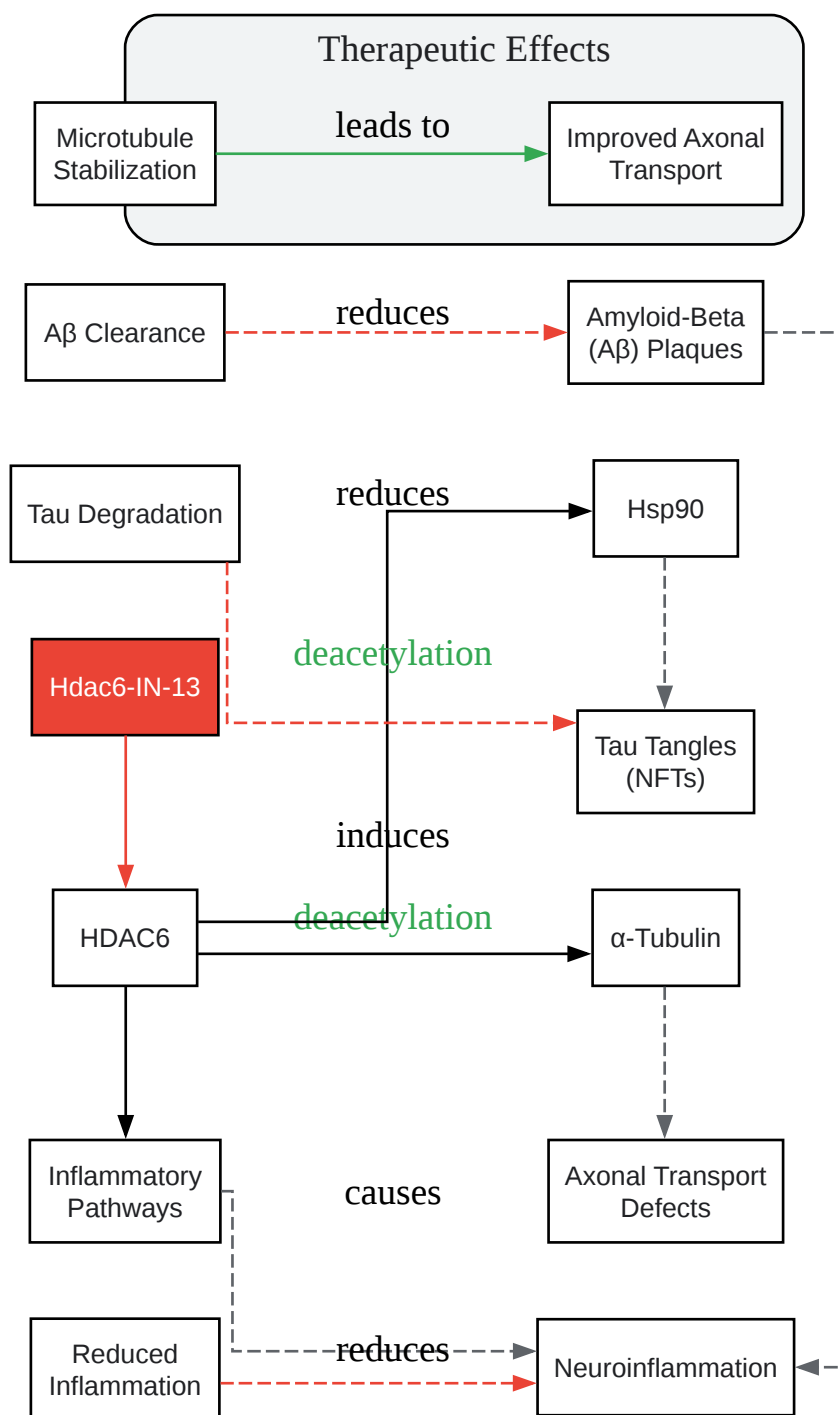 Therapeutic Effects
Microtubule
Stabilization
leads to
Improved Axonal
Transport
Aβ Clearance
reduces
Amyloid-Beta
(Aβ) Plaques
Tau Degradation
reduces
Hsp90
deacetylation
Hdac6-IN-13
Tau Tangles
(NFTs)
induces
HDAC6
deacetylation
α-Tubulin
Inflammatory
Pathways
causes
Axonal Transport
Defects
Reduced
Inflammation
reduces
Neuroinflammation